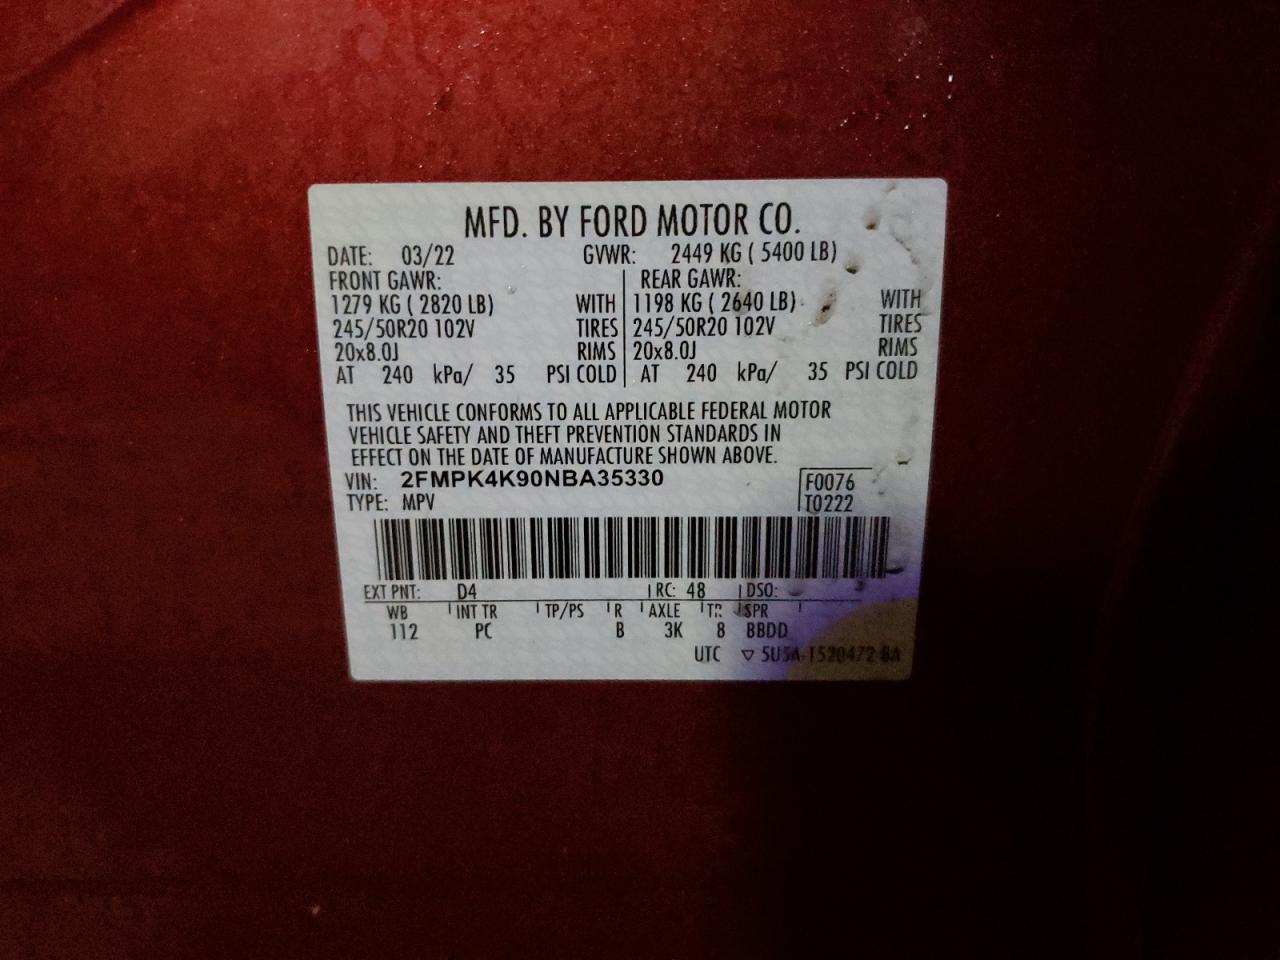 MFD. BY FORD MOTOR CO.
DATE: 03/22 GVWR: 2449 KG ( 5400 LB)
FRONT GAWR: REAR GAWR:
1279 KG ( 2820 LB) WITH 1198 KG ( 2640 LB) WITH
245/50R20 102V TIRES 245/50R20 102V TIRES
20x8.0J RIMS 20x8.0J RIMS
AT 240 kPa/ 35 PSI COLD AT 240 kPa/ 35 PSI COLD
THIS VEHICLE CONFORMS TO ALL APPLICABLE FEDERAL MOTOR
VEHICLE SAFETY AND THEFT PREVENTION STANDARDS IN
EFFECT ON THE DATE OF MANUFACTURE SHOWN ABOVE.
VIN: 2FMPK4K90NBA35330 F0076
TYPE: MPV T0222
EXT PNT: D4 RC: 48 DSO:
WB INT TR TP/PS R AXLE TR SPR
112 PC B 3K 8 BBDD
UTC ▽ 5U5A-1520472-BA